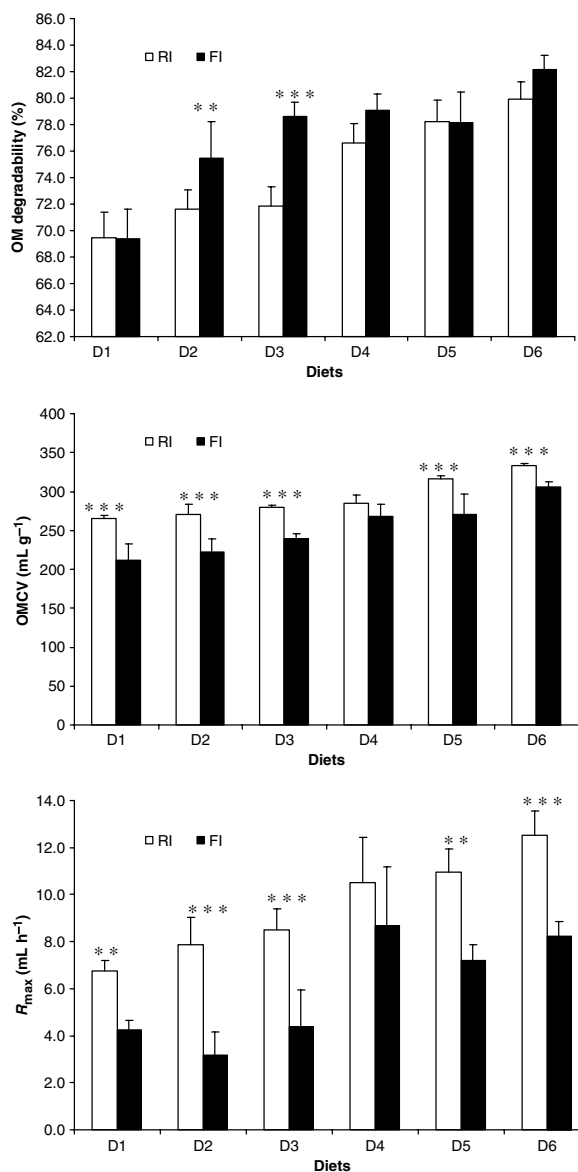 86.0
84.0
82.0
80.0
78.0
76.0
74.0
72.0
70.0
68.0
66.0
64.0
62.0
OM degradability (%)
RI FI
** ***
D1 D2 D3 D4 D5 D6
Diets
400
350
300
250
200
150
100
50
0
OMCV (mL g−1)
RI FI
*** *** *** *** ***
D1 D2 D3 D4 D5 D6
Diets
14.0
12.0
10.0
8.0
6.0
4.0
2.0
0.0
Rmax (mL h−1)
RI FI
** *** *** ** ***
D1 D2 D3 D4 D5 D6
Diets